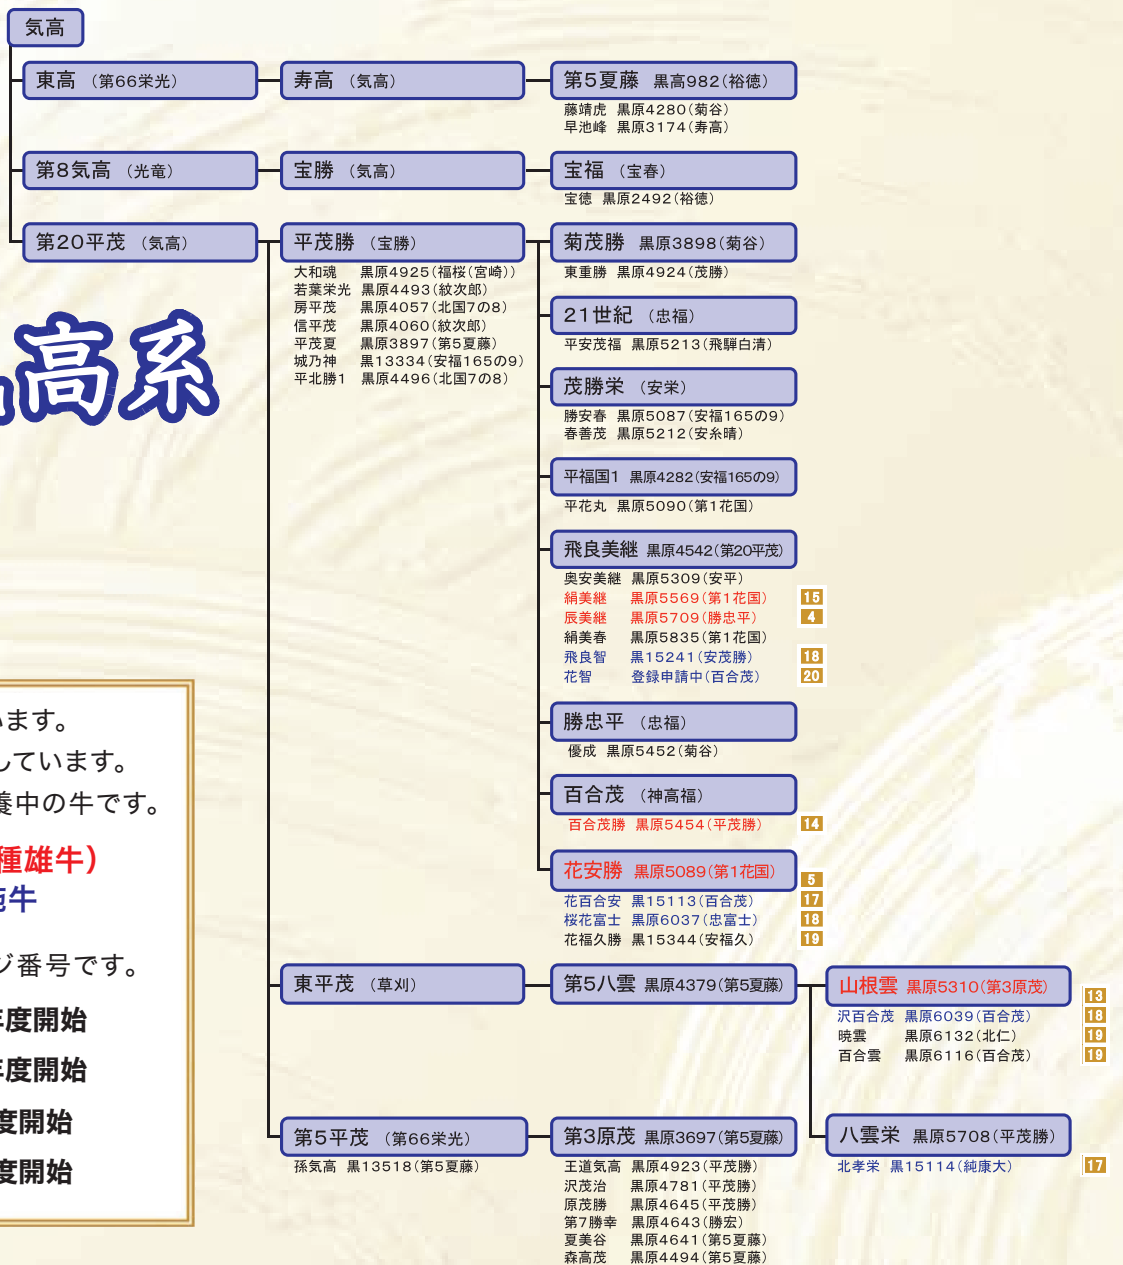 気高
東高 （第66栄光）
寿高 （気高）
第5夏藤 黒高982（裕徳）
藤靖虎 黒原4280（菊谷）
早池峰 黒原3174（寿高）
第8気高 （光竜）
宝勝 （気高）
宝福 （宝春）
宝徳 黒原2492（裕徳）
第20平茂 （気高）
平茂勝 （宝勝）
大和魂 黒原4925（福桜（宮崎））
若葉栄光 黒原4493（紋次郎）
房平茂 黒原4057（北国7の8）
信平茂 黒原4060（紋次郎）
平茂夏 黒原3897（第5夏藤）
城乃神 黒13334（安福165の9）
平北勝1 黒原4496（北国7の8）
菊茂勝 黒原3898（菊谷）
東重勝 黒原4924（茂勝）
21世紀 （忠福）
平安茂福 黒原5213（飛騨白清）
茂勝栄 （安栄）
勝安春 黒原5087（安福165の9）
春善茂 黒原5212（安糸晴）
平福国1 黒原4282（安福165の9）
平花丸 黒原5090（第1花国）
飛良美継 黒原4542（第20平茂）
奥安美継 黒原5309（安平）
絹美継 黒原5569（第1花国） 15
辰美継 黒原5709（勝忠平） 4
絹美春 黒原5835（第1花国）
飛良智 黒15241（安茂勝） 18
花智 登録申請中（百合茂） 20
勝忠平 （忠福）
優成 黒原5452（菊谷）
百合茂 （神高福）
百合茂勝 黒原5454（平茂勝） 14
花安勝 黒原5089（第1花国） 5
花百合安 黒15113（百合茂） 17
桜花富士 黒原6037（忠富士） 18
花福久勝 黒15344（安福久） 19
東平茂 （草刈）
第5八雲 黒原4379（第5夏藤）
山根雲 黒原5310（第3原茂） 13
沢百合茂 黒原6039（百合茂） 18
暁雲 黒原6132（北仁） 19
百合雲 黒原6116（百合茂） 19
第5平茂 （第66栄光）
孫気高 黒13518（第5夏藤）
第3原茂 黒原3697（第5夏藤）
王道気高 黒原4923（平茂勝）
沢茂治 黒原4781（平茂勝）
原茂勝 黒原4645（平茂勝）
第7勝幸 黒原4643（勝宏）
夏美谷 黒原4641（第5夏藤）
森高茂 黒原4494（第5夏藤）
八雲栄 黒原5708（平茂勝）
北孝栄 黒15114（純康大） 17
高系
います。
しています。
養中の牛です。
種雄牛）
牛
ジ番号です。
年度開始
年度開始
度開始
度開始